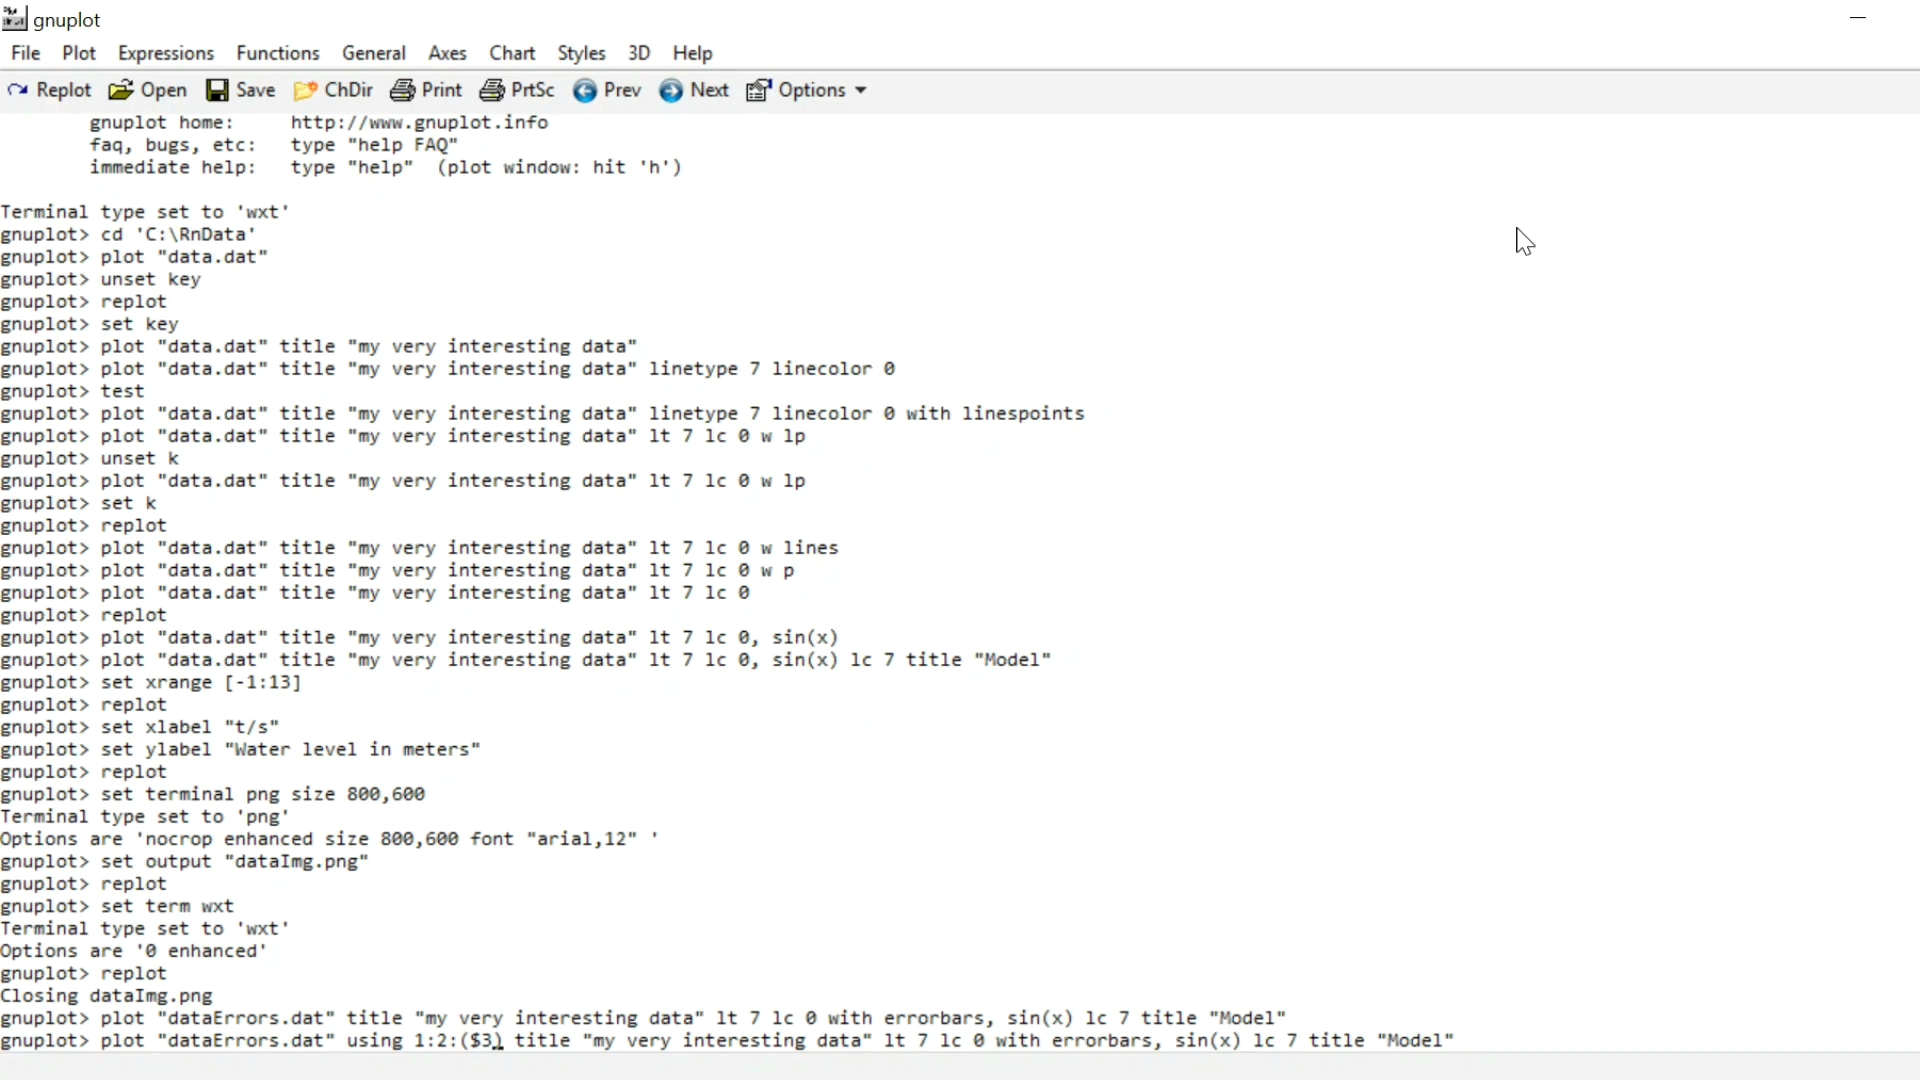 gnuplot
File Plot Expressions Functions General Axes Chart Styles 3D Help
Replot Open Save ChDir Print PrtSc Prev Next Options
gnuplot home: http://www.gnuplot.info
faq, bugs, etc: type "help FAQ"
immediate help: type "help" (plot window: hit 'h')
Terminal type set to 'wxt'
gnuplot> cd 'C:\RnData'
gnuplot> plot "data.dat"
gnuplot> unset key
gnuplot> replot
gnuplot> set key
gnuplot> plot "data.dat" title "my very interesting data"
gnuplot> plot "data.dat" title "my very interesting data" linetype 7 linecolor 0
gnuplot> test
gnuplot> plot "data.dat" title "my very interesting data" linetype 7 linecolor 0 with linespoints
gnuplot> plot "data.dat" title "my very interesting data" lt 7 lc 0 w lp
gnuplot> unset k
gnuplot> plot "data.dat" title "my very interesting data" lt 7 lc 0 w lp
gnuplot> set k
gnuplot> replot
gnuplot> plot "data.dat" title "my very interesting data" lt 7 lc 0 w lines
gnuplot> plot "data.dat" title "my very interesting data" lt 7 lc 0 w p
gnuplot> plot "data.dat" title "my very interesting data" lt 7 lc 0
gnuplot> replot
gnuplot> plot "data.dat" title "my very interesting data" lt 7 lc 0, sin(x)
gnuplot> plot "data.dat" title "my very interesting data" lt 7 lc 0, sin(x) lc 7 title "Model"
gnuplot> set xrange [-1:13]
gnuplot> replot
gnuplot> set xlabel "t/s"
gnuplot> set ylabel "Water level in meters"
gnuplot> replot
gnuplot> set terminal png size 800,600
Terminal type set to 'png'
Options are 'nocrop enhanced size 800,600 font "arial,12" '
gnuplot> set output "dataImg.png"
gnuplot> replot
gnuplot> set term wxt
Terminal type set to 'wxt'
Options are '0 enhanced'
gnuplot> replot
Closing dataImg.png
gnuplot> plot "dataErrors.dat" title "my very interesting data" lt 7 lc 0 with errorbars, sin(x) lc 7 title "Model"
gnuplot> plot "dataErrors.dat" using 1:2:($3) title "my very interesting data" lt 7 lc 0 with errorbars, sin(x) lc 7 title "Model"